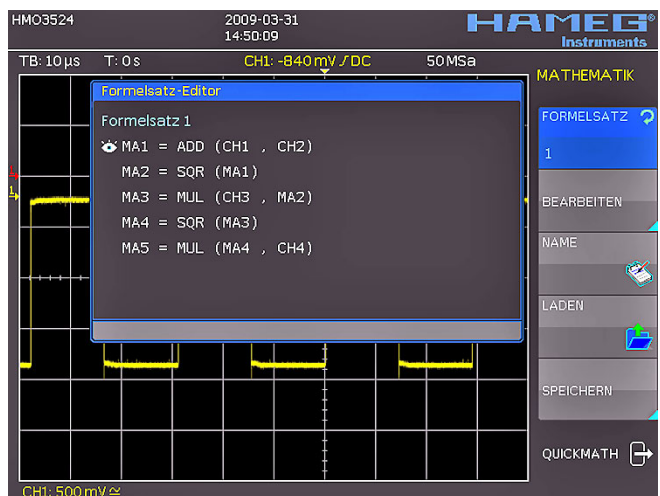 HMO3524
2009-03-31
14:50:09
HAMEG®
Instruments
TB: 10 µs T: 0 s CH1: -840 mV DC 50MSa
MATHEMATIK
Formelsatz-Editor
Formelsatz 1
MA1 = ADD (CH1 , CH2)
MA2 = SQR (MA1)
MA3 = MUL (CH3 , MA2)
MA4 = SQR (MA3)
MA5 = MUL (MA4 , CH4)
FORMELSATZ
1
BEARBEITEN
NAME
LADEN
SPEICHERN
QUICKMATH
1
CH1: 500 mV